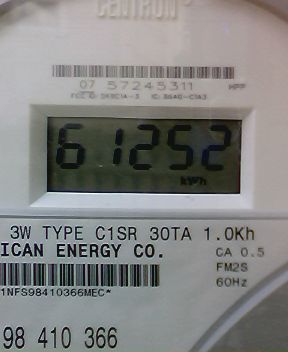 CENTRON
07 57245311
61252
kWh
3W TYPE C1SR 30TA 1.0Kh
ICAN ENERGY CO.
CA 0.5
FM2S
60Hz
1NFS98410366MEC*
98 410 366